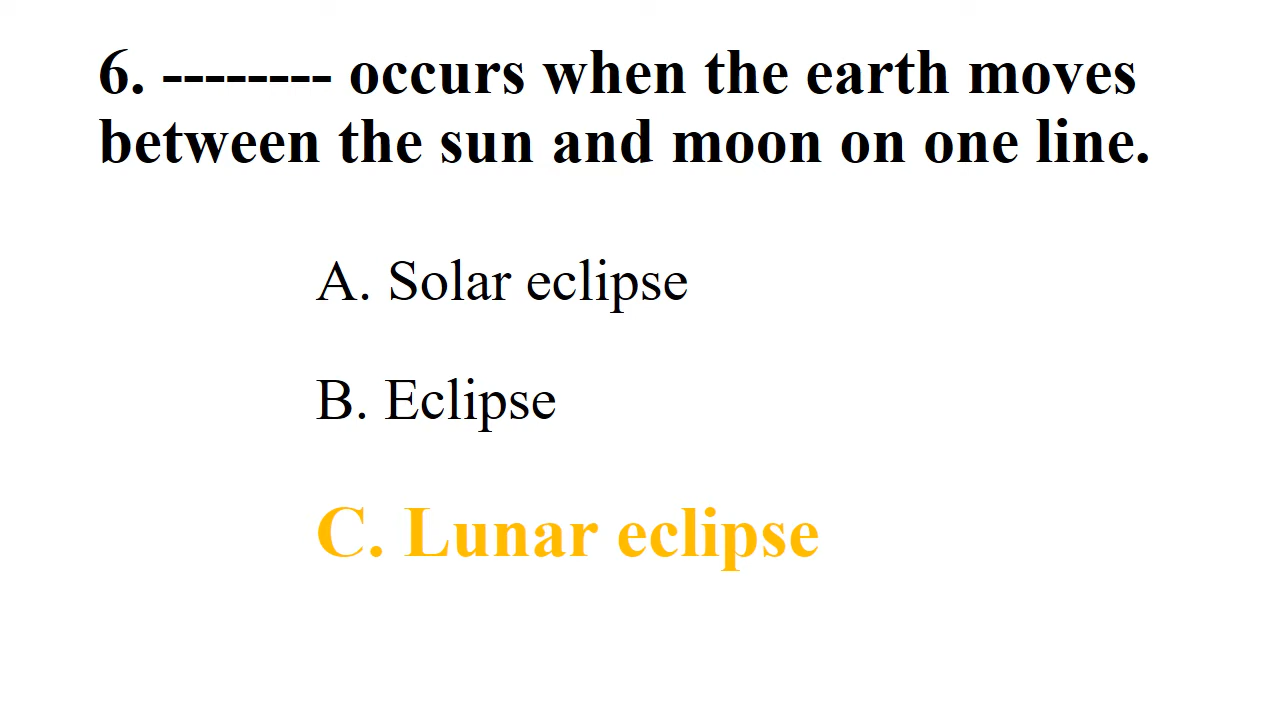 6. -------- occurs when the earth moves
between the sun and moon on one line.
A. Solar eclipse
B. Eclipse
C. Lunar eclipse